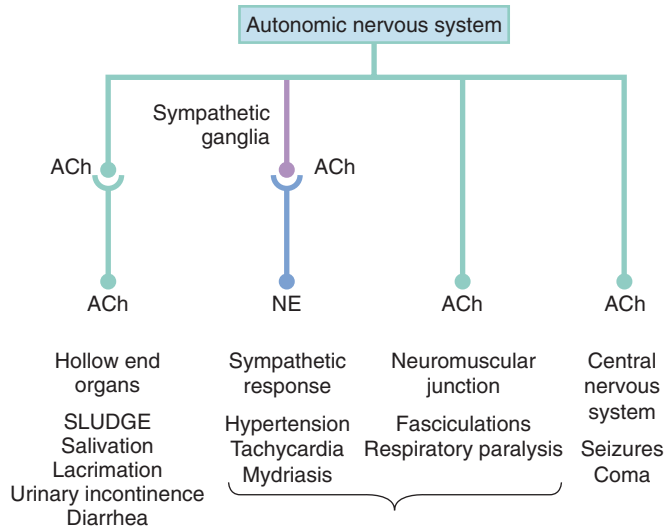 Autonomic nervous system
Sympathetic
ganglia
ACh
ACh
ACh
NE
ACh
ACh
Hollow end
organs
SLUDGE
Salivation
Lacrimation
Urinary incontinence
Diarrhea
Sympathetic
response
Hypertension
Tachycardia
Mydriasis
Neuromuscular
junction
Fasciculations
Respiratory paralysis
Central
nervous
system
Seizures
Coma